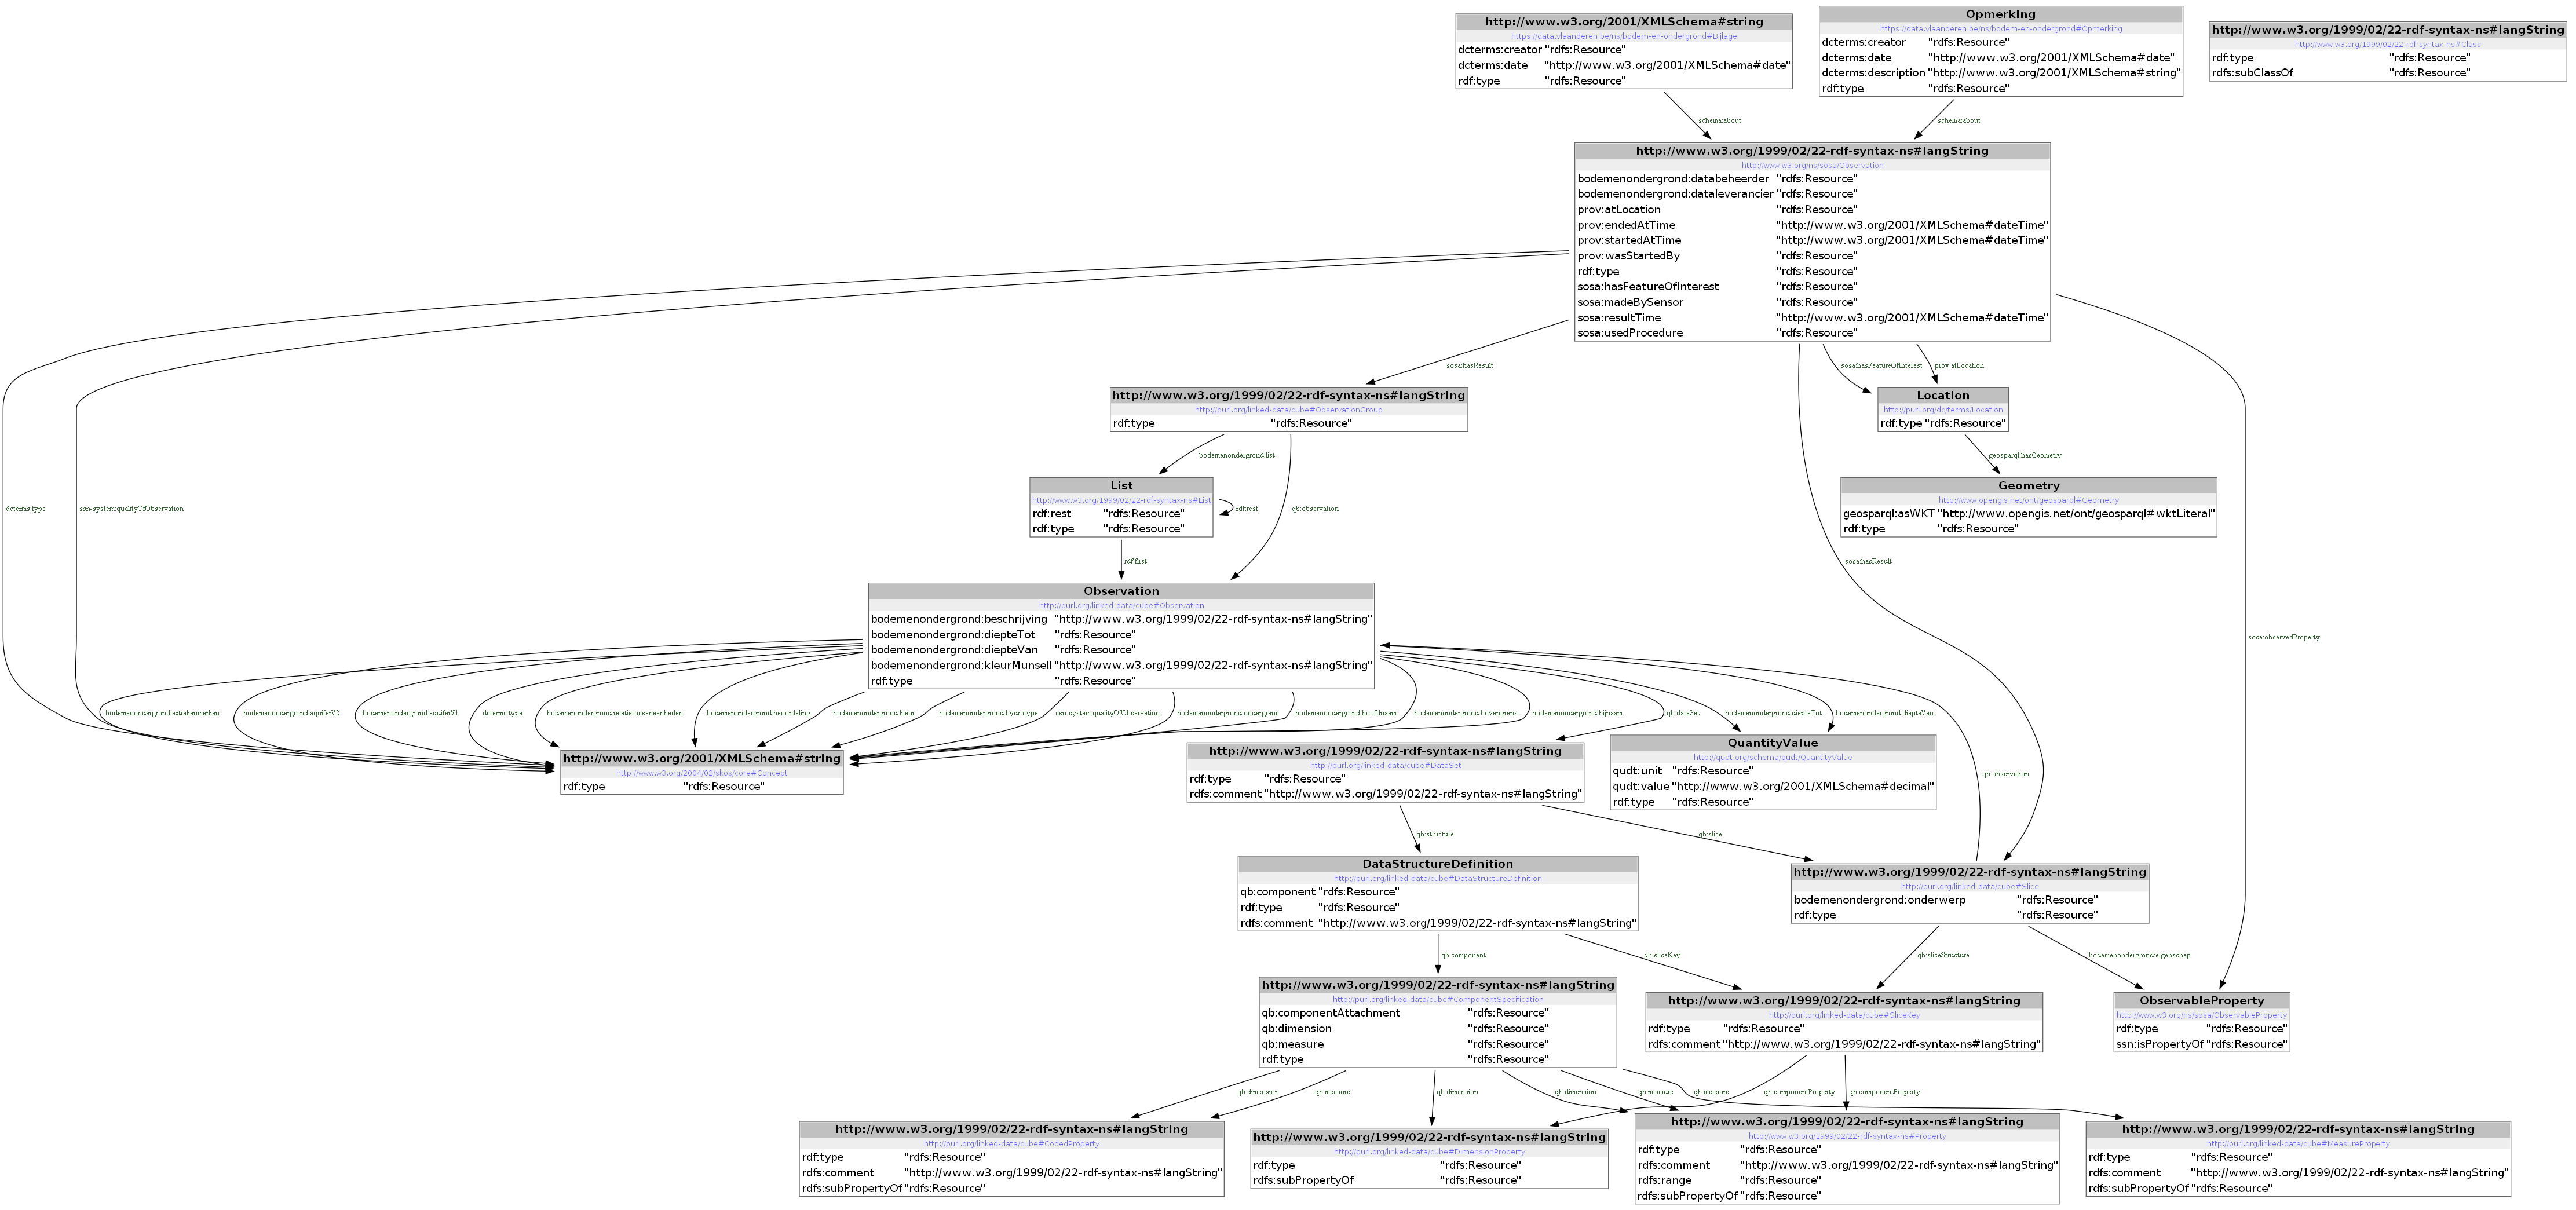 http://www.w3.org/2001/XMLSchema#string
https://data.vlaanderen.be/ns/bodem-en-ondergrond#Bijlage
dcterms:creator "rdfs:Resource"
dcterms:date "http://www.w3.org/2001/XMLSchema#date"
rdf:type "rdfs:Resource"
Opmerking
https://data.vlaanderen.be/ns/bodem-en-ondergrond#Opmerking
dcterms:creator "rdfs:Resource"
dcterms:date "http://www.w3.org/2001/XMLSchema#date"
dcterms:description "http://www.w3.org/2001/XMLSchema#string"
rdf:type "rdfs:Resource"
http://www.w3.org/1999/02/22-rdf-syntax-ns#langString
http://www.w3.org/1999/02/22-rdf-syntax-ns#Class
rdf:type "rdfs:Resource"
rdfs:subClassOf "rdfs:Resource"
schema:about
schema:about
http://www.w3.org/1999/02/22-rdf-syntax-ns#langString
http://www.w3.org/ns/sosa/Observation
bodemenondergrond:databeheerder "rdfs:Resource"
bodemenondergrond:dataleverancier "rdfs:Resource"
prov:atLocation "rdfs:Resource"
prov:endedAtTime "http://www.w3.org/2001/XMLSchema#dateTime"
prov:startedAtTime "http://www.w3.org/2001/XMLSchema#dateTime"
prov:wasStartedBy "rdfs:Resource"
rdf:type "rdfs:Resource"
sosa:hasFeatureOfInterest "rdfs:Resource"
sosa:madeBySensor "rdfs:Resource"
sosa:resultTime "http://www.w3.org/2001/XMLSchema#dateTime"
sosa:usedProcedure "rdfs:Resource"
sosa:hasResult
sosa:hasFeatureOfInterest
prov:atLocation
http://www.w3.org/1999/02/22-rdf-syntax-ns#langString
http://purl.org/linked-data/cube#ObservationGroup
rdf:type "rdfs:Resource"
Location
http://purl.org/dc/terms/Location
rdf:type "rdfs:Resource"
bodemenondergrond:list
geosparql:hasGeometry
List
http://www.w3.org/1999/02/22-rdf-syntax-ns#List
rdf:rest "rdfs:Resource"
rdf:type "rdfs:Resource"
rdf:rest
qb:observation
Geometry
http://www.opengis.net/ont/geosparql#Geometry
geosparql:asWKT "http://www.opengis.net/ont/geosparql#wktLiteral"
rdf:type "rdfs:Resource"
dcterms:type
ssn-system:qualityOfObservation
rdf:first
sosa:hasResult
sosa:observedProperty
Observation
http://purl.org/linked-data/cube#Observation
bodemenondergrond:beschrijving "http://www.w3.org/1999/02/22-rdf-syntax-ns#langString"
bodemenondergrond:diepteTot "rdfs:Resource"
bodemenondergrond:diepteVan "rdfs:Resource"
bodemenondergrond:kleurMunsell "http://www.w3.org/1999/02/22-rdf-syntax-ns#langString"
rdf:type "rdfs:Resource"
bodemenondergrond:extrakenmerken
bodemenondergrond:aquiferV2
bodemenondergrond:aquiferV1
dcterms:type
bodemenondergrond:relatietusseneenheden
bodemenondergrond:beoordeling
bodemenondergrond:kleur
bodemenondergrond:hydrotype
ssn-system:qualityOfObservation
bodemenondergrond:ondergrens
bodemenondergrond:hoofdnaam
bodemenondergrond:bovengrens
bodemenondergrond:bijnaam
qb:dataSet
bodemenondergrond:diepteTot
bodemenondergrond:diepteVan
http://www.w3.org/2001/XMLSchema#string
http://www.w3.org/2004/02/skos/core#Concept
rdf:type "rdfs:Resource"
http://www.w3.org/1999/02/22-rdf-syntax-ns#langString
http://purl.org/linked-data/cube#DataSet
rdf:type "rdfs:Resource"
rdfs:comment "http://www.w3.org/1999/02/22-rdf-syntax-ns#langString"
QuantityValue
http://qudt.org/schema/qudt/QuantityValue
qudt:unit "rdfs:Resource"
qudt:value "http://www.w3.org/2001/XMLSchema#decimal"
rdf:type "rdfs:Resource"
qb:observation
qb:structure
qb:slice
DataStructureDefinition
http://purl.org/linked-data/cube#DataStructureDefinition
qb:component "rdfs:Resource"
rdf:type "rdfs:Resource"
rdfs:comment "http://www.w3.org/1999/02/22-rdf-syntax-ns#langString"
http://www.w3.org/1999/02/22-rdf-syntax-ns#langString
http://purl.org/linked-data/cube#Slice
bodemenondergrond:onderwerp "rdfs:Resource"
rdf:type "rdfs:Resource"
qb:component
qb:sliceKey
qb:sliceStructure
bodemenondergrond:eigenschap
http://www.w3.org/1999/02/22-rdf-syntax-ns#langString
http://purl.org/linked-data/cube#ComponentSpecification
qb:componentAttachment "rdfs:Resource"
qb:dimension "rdfs:Resource"
qb:measure "rdfs:Resource"
rdf:type "rdfs:Resource"
http://www.w3.org/1999/02/22-rdf-syntax-ns#langString
http://purl.org/linked-data/cube#SliceKey
rdf:type "rdfs:Resource"
rdfs:comment "http://www.w3.org/1999/02/22-rdf-syntax-ns#langString"
ObservableProperty
http://www.w3.org/ns/sosa/ObservableProperty
rdf:type "rdfs:Resource"
ssn:isPropertyOf "rdfs:Resource"
qb:dimension
qb:measure
qb:dimension
qb:dimension
qb:measure
qb:measure
qb:componentProperty
qb:componentProperty
http://www.w3.org/1999/02/22-rdf-syntax-ns#langString
http://purl.org/linked-data/cube#CodedProperty
rdf:type "rdfs:Resource"
rdfs:comment "http://www.w3.org/1999/02/22-rdf-syntax-ns#langString"
rdfs:subPropertyOf "rdfs:Resource"
http://www.w3.org/1999/02/22-rdf-syntax-ns#langString
http://purl.org/linked-data/cube#DimensionProperty
rdf:type "rdfs:Resource"
rdfs:subPropertyOf "rdfs:Resource"
http://www.w3.org/1999/02/22-rdf-syntax-ns#langString
http://www.w3.org/1999/02/22-rdf-syntax-ns#Property
rdf:type "rdfs:Resource"
rdfs:comment "http://www.w3.org/1999/02/22-rdf-syntax-ns#langString"
rdfs:range "rdfs:Resource"
rdfs:subPropertyOf "rdfs:Resource"
http://www.w3.org/1999/02/22-rdf-syntax-ns#langString
http://purl.org/linked-data/cube#MeasureProperty
rdf:type "rdfs:Resource"
rdfs:comment "http://www.w3.org/1999/02/22-rdf-syntax-ns#langString"
rdfs:subPropertyOf "rdfs:Resource"